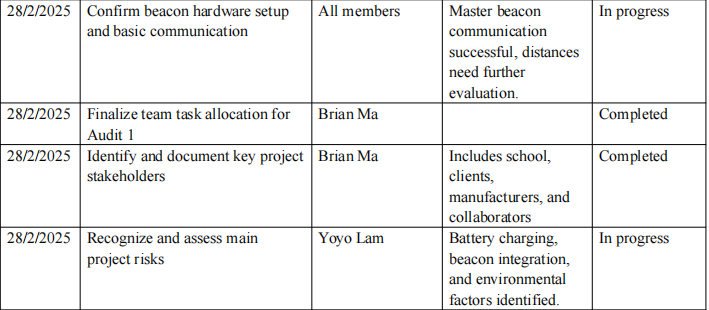 28/2/2025 Confirm beacon hardware setup All members Master beacon In progress
and basic communication communication
successful, distances
need further
evaluation.
28/2/2025 Finalize team task allocation for Brian Ma Completed
Audit 1
28/2/2025 Identify and document key project Brian Ma Includes school, Completed
stakeholders clients,
manufacturers, and
collaborators
28/2/2025 Recognize and assess main Yoyo Lam Battery charging, In progress
project risks beacon integration,
and environmental
factors identified.